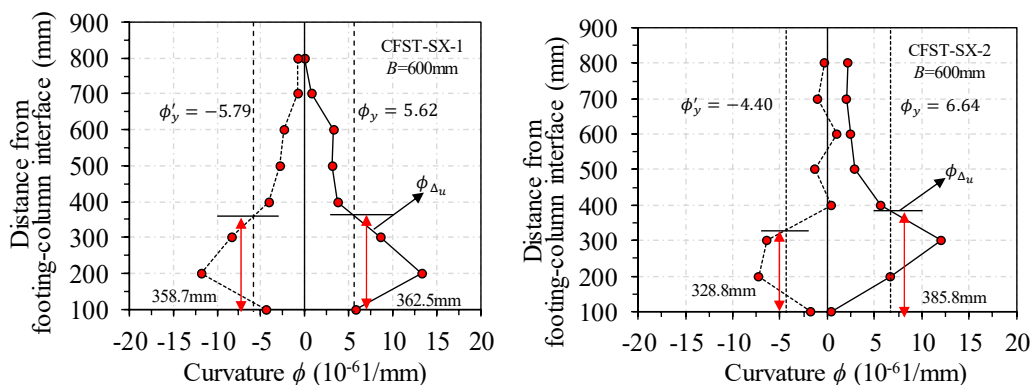 Distance from
footing-column interface (mm)
900
800
700
600
500
400
300
200
100
CFST-SX-1
B=600mm
ϕ′y = −5.79
ϕy = 5.62
ϕΔu
358.7mm
362.5mm
-20 -15 -10 -5 0 5 10 15 20
Curvature ϕ (10-61/mm)
Distance from
footing-column interface (mm)
900
800
700
600
500
400
300
200
100
CFST-SX-2
B=600mm
ϕ′y = −4.40
ϕy = 6.64
ϕΔu
328.8mm
385.8mm
-20 -15 -10 -5 0 5 10 15 20
Curvature ϕ (10-61/mm)